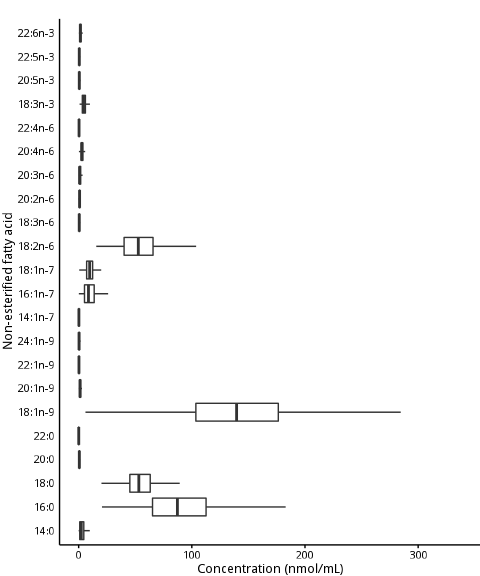 22:6n-3
22:5n-3
20:5n-3
18:3n-3
22:4n-6
20:4n-6
20:3n-6
20:2n-6
18:3n-6
18:2n-6
18:1n-7
16:1n-7
14:1n-7
24:1n-9
22:1n-9
20:1n-9
18:1n-9
22:0
20:0
18:0
16:0
14:0
Non-esterified fatty acid
0 100 200 300
Concentration (nmol/mL)